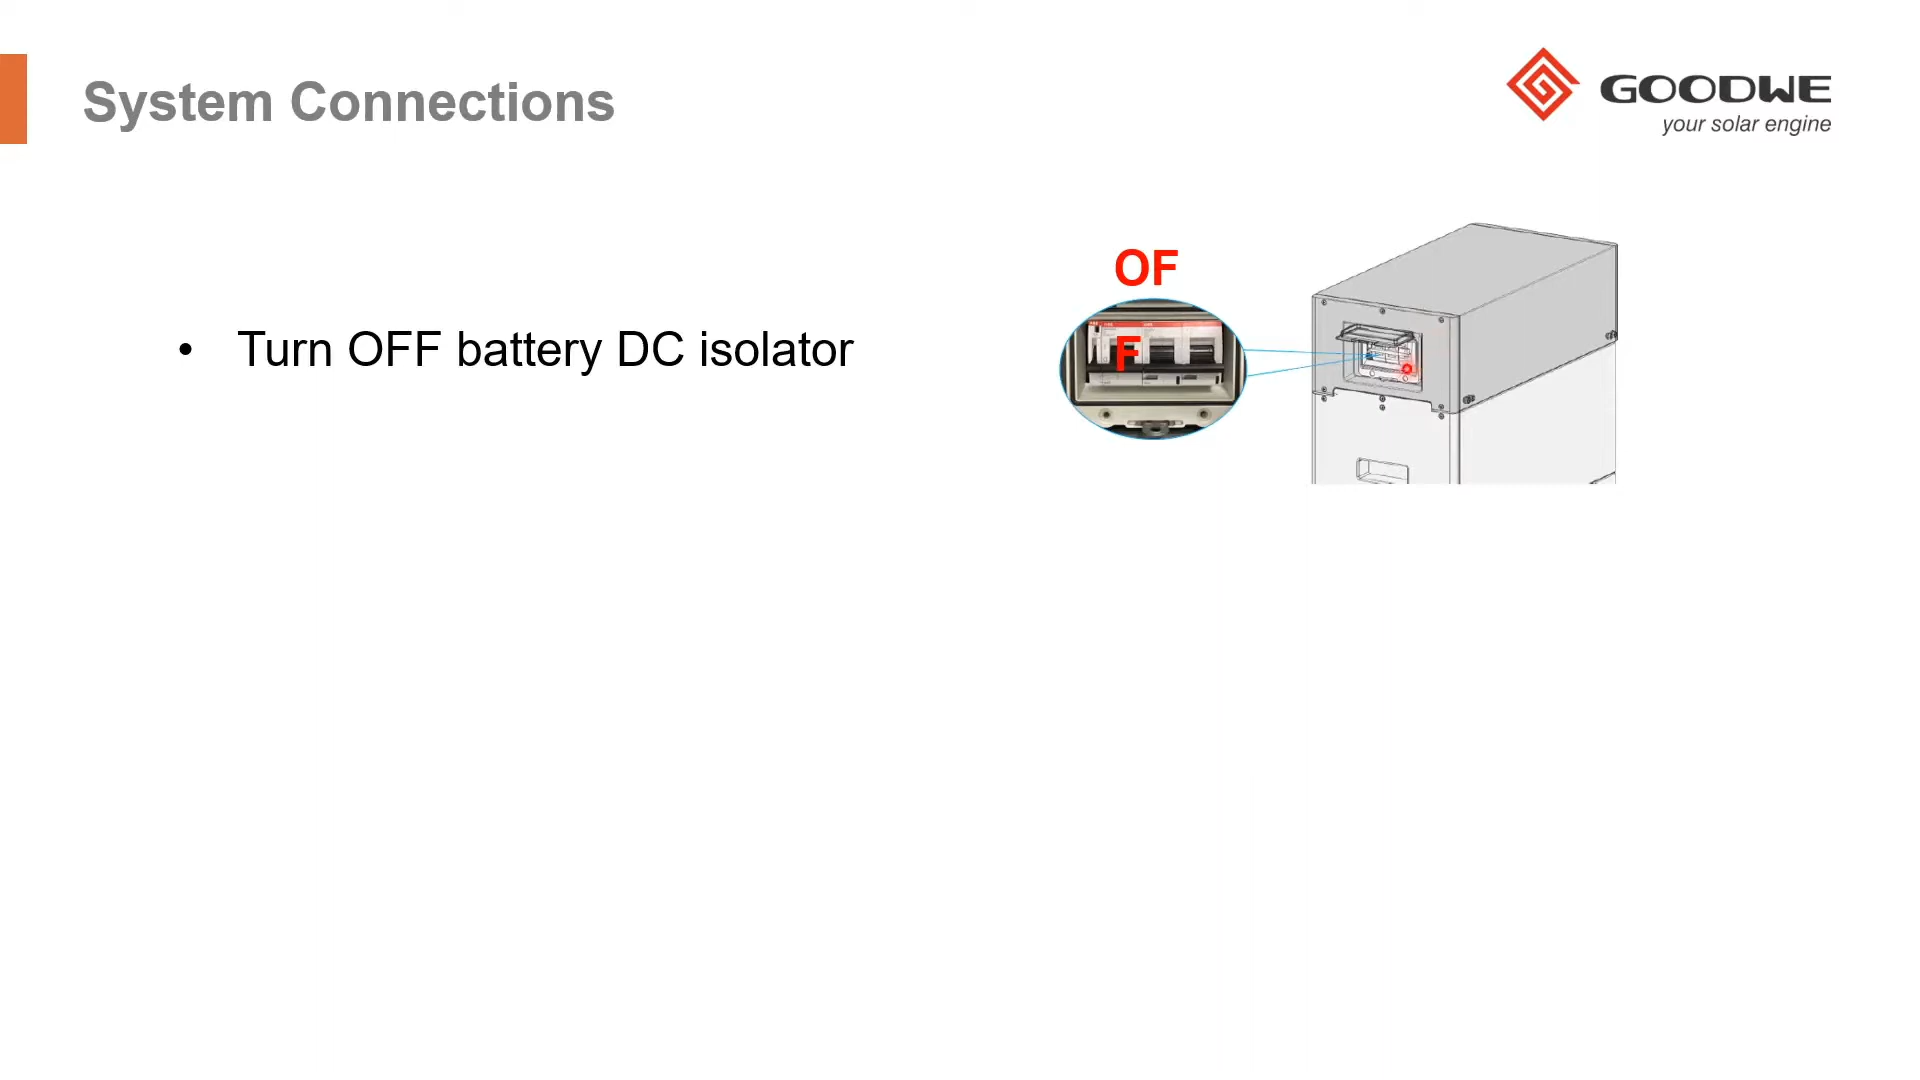 System Connections
GOODWE
your solar engine
OF
F
• Turn OFF battery DC isolator